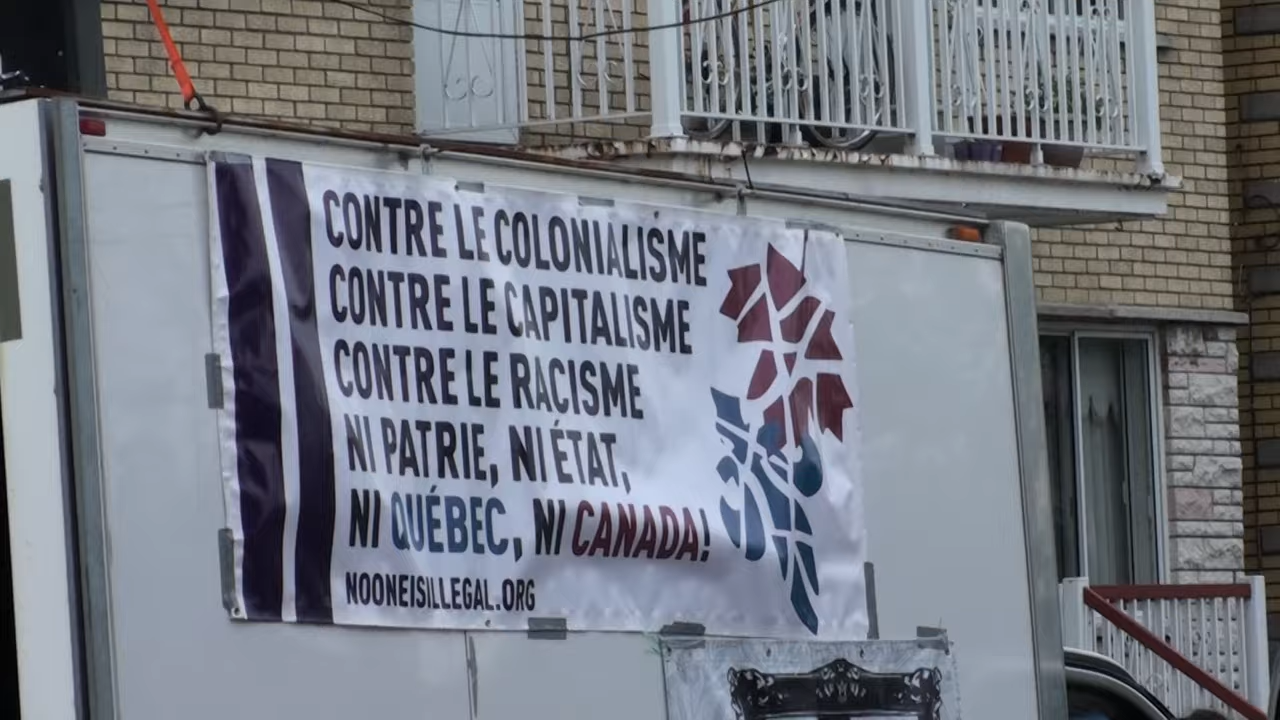 CONTRE LE COLONIALISME
CONTRE LE CAPITALISME
CONTRE LE RACISME
NI PATRIE, NI ÉTAT,
NI QUÉBEC, NI CANADA!
NOONEISILLEGAL.ORG